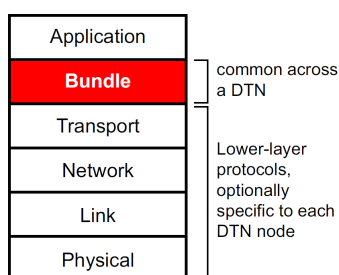 Application
Bundle
common across
a DTN
Transport
Network
Link
Physical
Lower-layer
protocols,
optionally
specific to each
DTN node